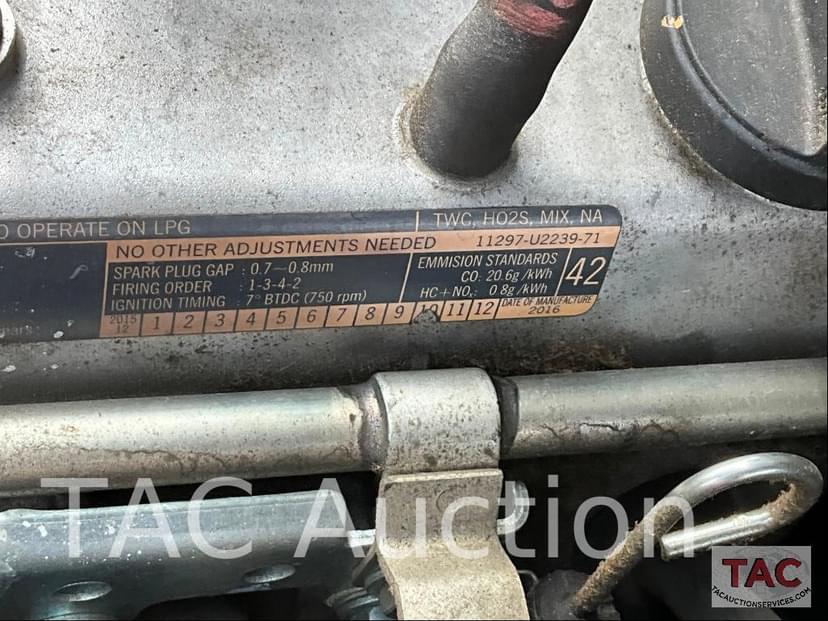 O OPERATE ON LPG
TWC, HO2S, MIX, NA
NO OTHER ADJUSTMENTS NEEDED
11297-U2239-71
SPARK PLUG GAP : 0.7–0.8mm
FIRING ORDER : 1-3-4-2
IGNITION TIMING : 7° BTDC (750 rpm)
EMMISION STANDARDS
CO: 20.6g/kWh
HC+NOx: 0.8g/kWh
42
2015 12 1 2 3 4 5 6 7 8 9 11 12
DATE OF MANUFACTURE
2016
TAC Auction
TAC
TACAUCTIONSERVICES.COM